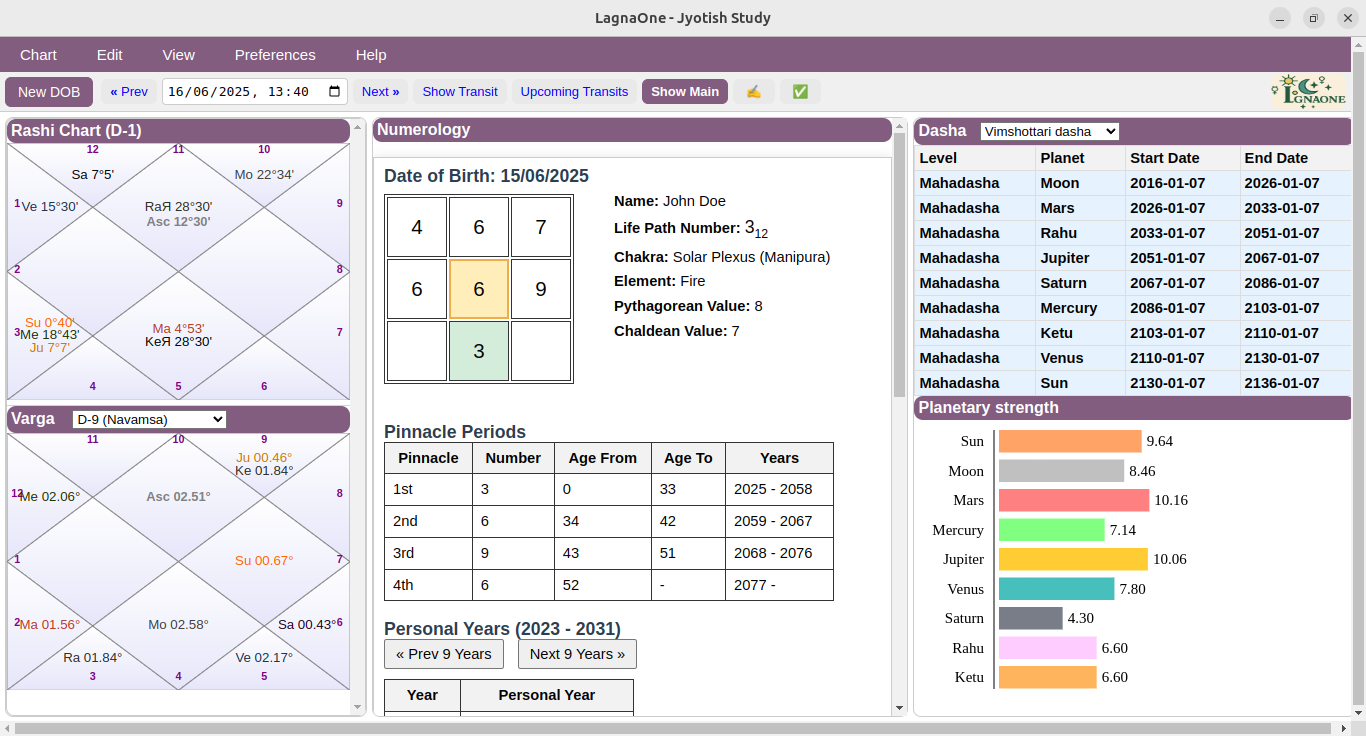 LagnaOne - Jyotish Study
Chart Edit View Preferences Help
New DOB « Prev 16/06/2025, 13:40 Next » Show Transit Upcoming Transits Show Main LGNAONE
Rashi Chart (D-1)
12 11 10
Sa 7°5' Mo 22°34'
1 Ve 15°30' RaЯ 28°30' 9
Asc 12°30'
2 8
Su 0°40'
3 Me 18°43' Ma 4°53' 7
Ju 7°7' KeЯ 28°30'
4 5 6
Varga D-9 (Navamsa)
11 10 9
Ju 00.46°
Ke 01.84°
12 Me 02.06° Asc 02.51° 8
1 Su 00.67° 7
2 Ma 01.56° Mo 02.58° Sa 00.43° 6
Ra 01.84° Ve 02.17°
3 4 5
Numerology
Date of Birth: 15/06/2025
4 6 7
6 6 9
3
Name: John Doe
Life Path Number: 3 12
Chakra: Solar Plexus (Manipura)
Element: Fire
Pythagorean Value: 8
Chaldean Value: 7
Pinnacle Periods
Pinnacle Number Age From Age To Years
1st 3 0 33 2025 - 2058
2nd 6 34 42 2059 - 2067
3rd 9 43 51 2068 - 2076
4th 6 52 - 2077 -
Personal Years (2023 - 2031)
« Prev 9 Years Next 9 Years »
Year Personal Year
Dasha Vimshottari dasha
Level Planet Start Date End Date
Mahadasha Moon 2016-01-07 2026-01-07
Mahadasha Mars 2026-01-07 2033-01-07
Mahadasha Rahu 2033-01-07 2051-01-07
Mahadasha Jupiter 2051-01-07 2067-01-07
Mahadasha Saturn 2067-01-07 2086-01-07
Mahadasha Mercury 2086-01-07 2103-01-07
Mahadasha Ketu 2103-01-07 2110-01-07
Mahadasha Venus 2110-01-07 2130-01-07
Mahadasha Sun 2130-01-07 2136-01-07
Planetary strength
Sun 9.64
Moon 8.46
Mars 10.16
Mercury 7.14
Jupiter 10.06
Venus 7.80
Saturn 4.30
Rahu 6.60
Ketu 6.60